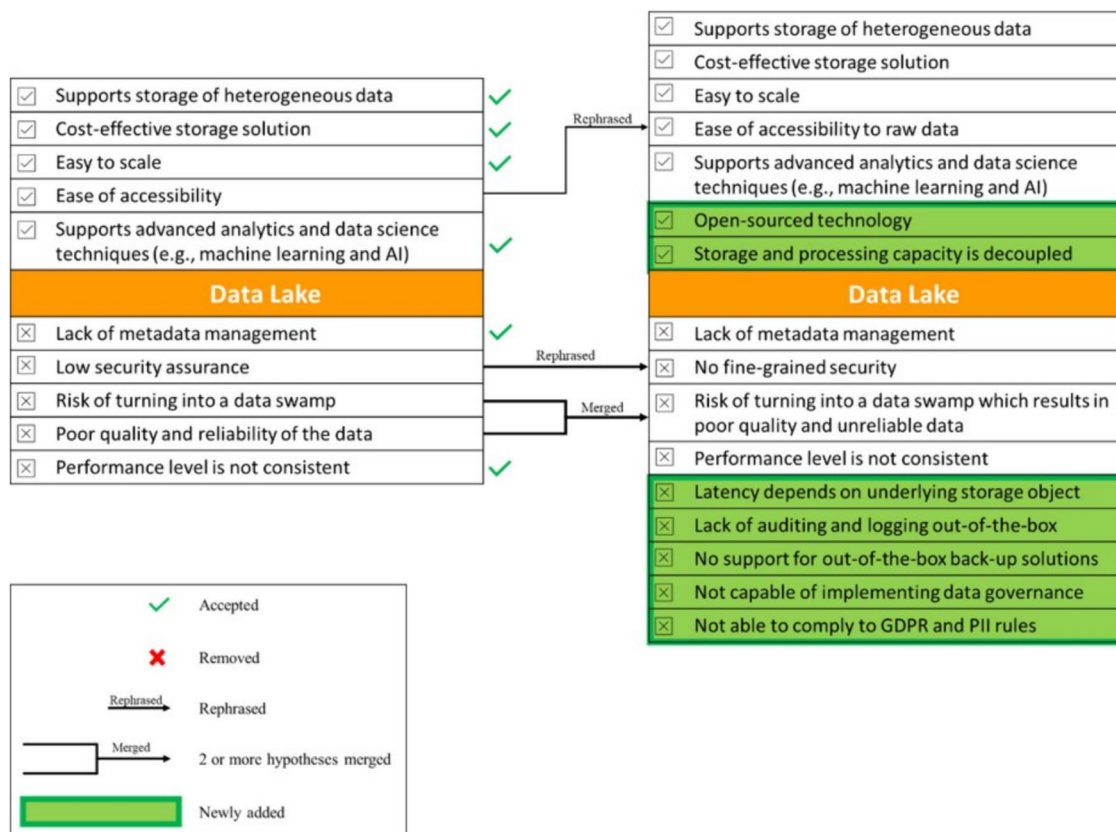 Supports storage of heterogeneous data
Cost-effective storage solution
Easy to scale
Ease of accessibility
Supports advanced analytics and data science
techniques (e.g., machine learning and AI)
Data Lake
Lack of metadata management
Low security assurance
Risk of turning into a data swamp
Poor quality and reliability of the data
Performance level is not consistent
Rephrased
Rephrased
Merged
Supports storage of heterogeneous data
Cost-effective storage solution
Easy to scale
Ease of accessibility to raw data
Supports advanced analytics and data science
techniques (e.g., machine learning and AI)
Open-sourced technology
Storage and processing capacity is decoupled
Data Lake
Lack of metadata management
No fine-grained security
Risk of turning into a data swamp which results in
poor quality and unreliable data
Performance level is not consistent
Latency depends on underlying storage object
Lack of auditing and logging out-of-the-box
No support for out-of-the-box back-up solutions
Not capable of implementing data governance
Not able to comply to GDPR and PII rules
Accepted
Removed
Rephrased Rephrased
Merged 2 or more hypotheses merged
Newly added